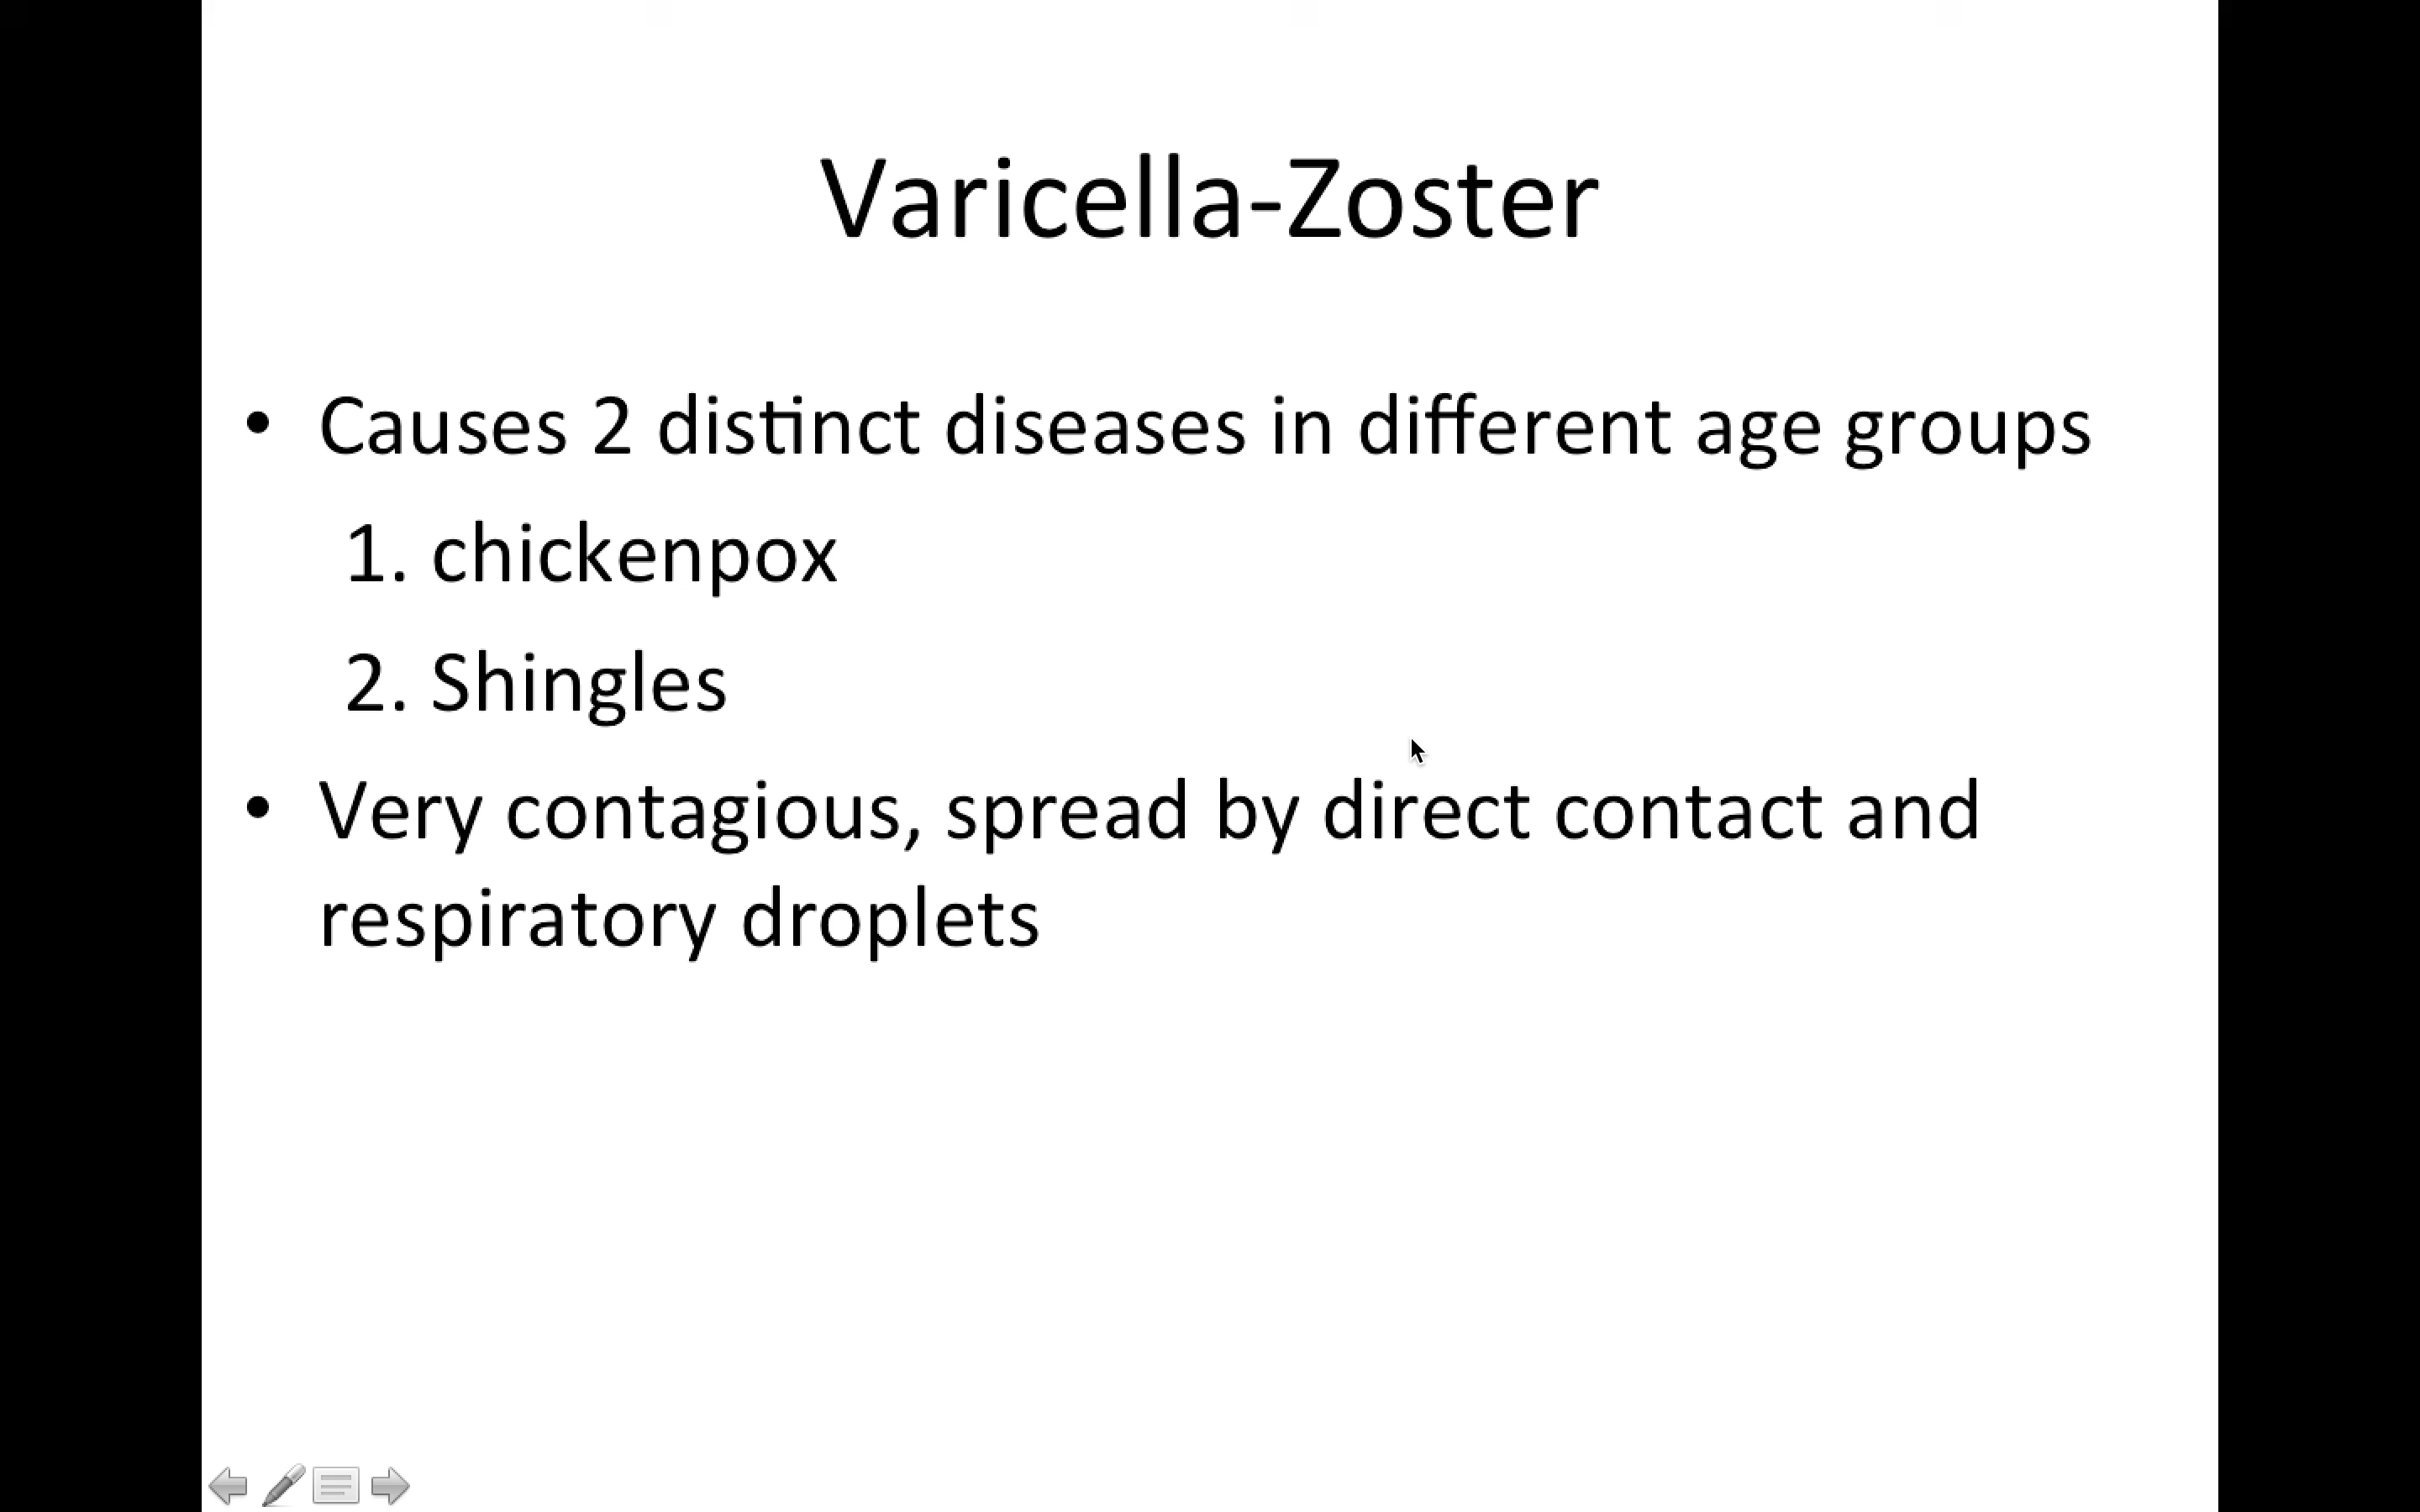 Varicella-Zoster
• Causes 2 distinct diseases in different age groups
1. chickenpox
2. Shingles
• Very contagious, spread by direct contact and
respiratory droplets